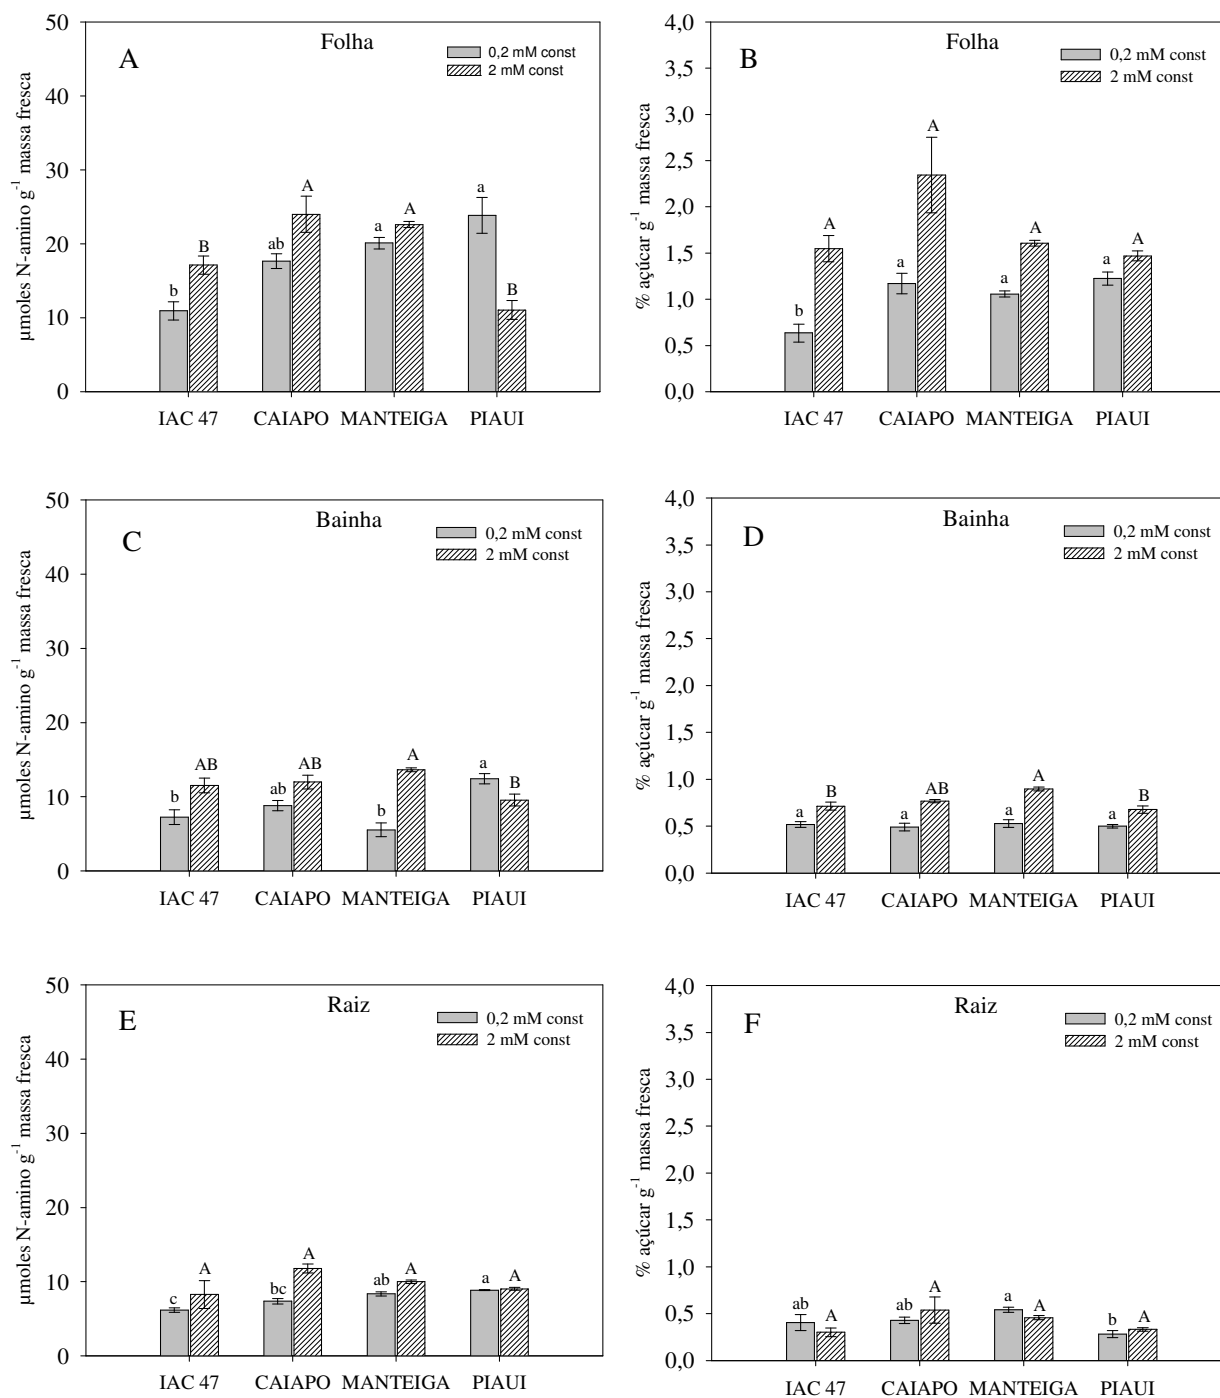 A
Folha
0,2 mM const
2 mM const
µmoles N-amino g⁻¹ massa fresca
50
40
30
20
10
0
b
B
ab
A
a
A
a
B
IAC 47 CAIAPO MANTEIGA PIAUI
B
Folha
0,2 mM const
2 mM const
% açúcar g⁻¹ massa fresca
4,0
3,5
3,0
2,5
2,0
1,5
1,0
0,5
0,0
b
A
a
A
a
A
a
A
IAC 47 CAIAPO MANTEIGA PIAUI
C
Bainha
0,2 mM const
2 mM const
µmoles N-amino g⁻¹ massa fresca
50
40
30
20
10
0
b
AB
ab
AB
b
A
a
B
IAC 47 CAIAPO MANTEIGA PIAUI
D
Bainha
0,2 mM const
2 mM const
% açúcar g⁻¹ massa fresca
4,0
3,5
3,0
2,5
2,0
1,5
1,0
0,5
0,0
a
B
a
AB
a
A
a
B
IAC 47 CAIAPO MANTEIGA PIAUI
E
Raiz
0,2 mM const
2 mM const
µmoles N-amino g⁻¹ massa fresca
50
40
30
20
10
0
c
A
bc
A
ab
A
a
A
IAC 47 CAIAPO MANTEIGA PIAUI
F
Raiz
0,2 mM const
2 mM const
% açúcar g⁻¹ massa fresca
4,0
3,5
3,0
2,5
2,0
1,5
1,0
0,5
0,0
ab
A
ab
A
a
A
b
A
IAC 47 CAIAPO MANTEIGA PIAUI